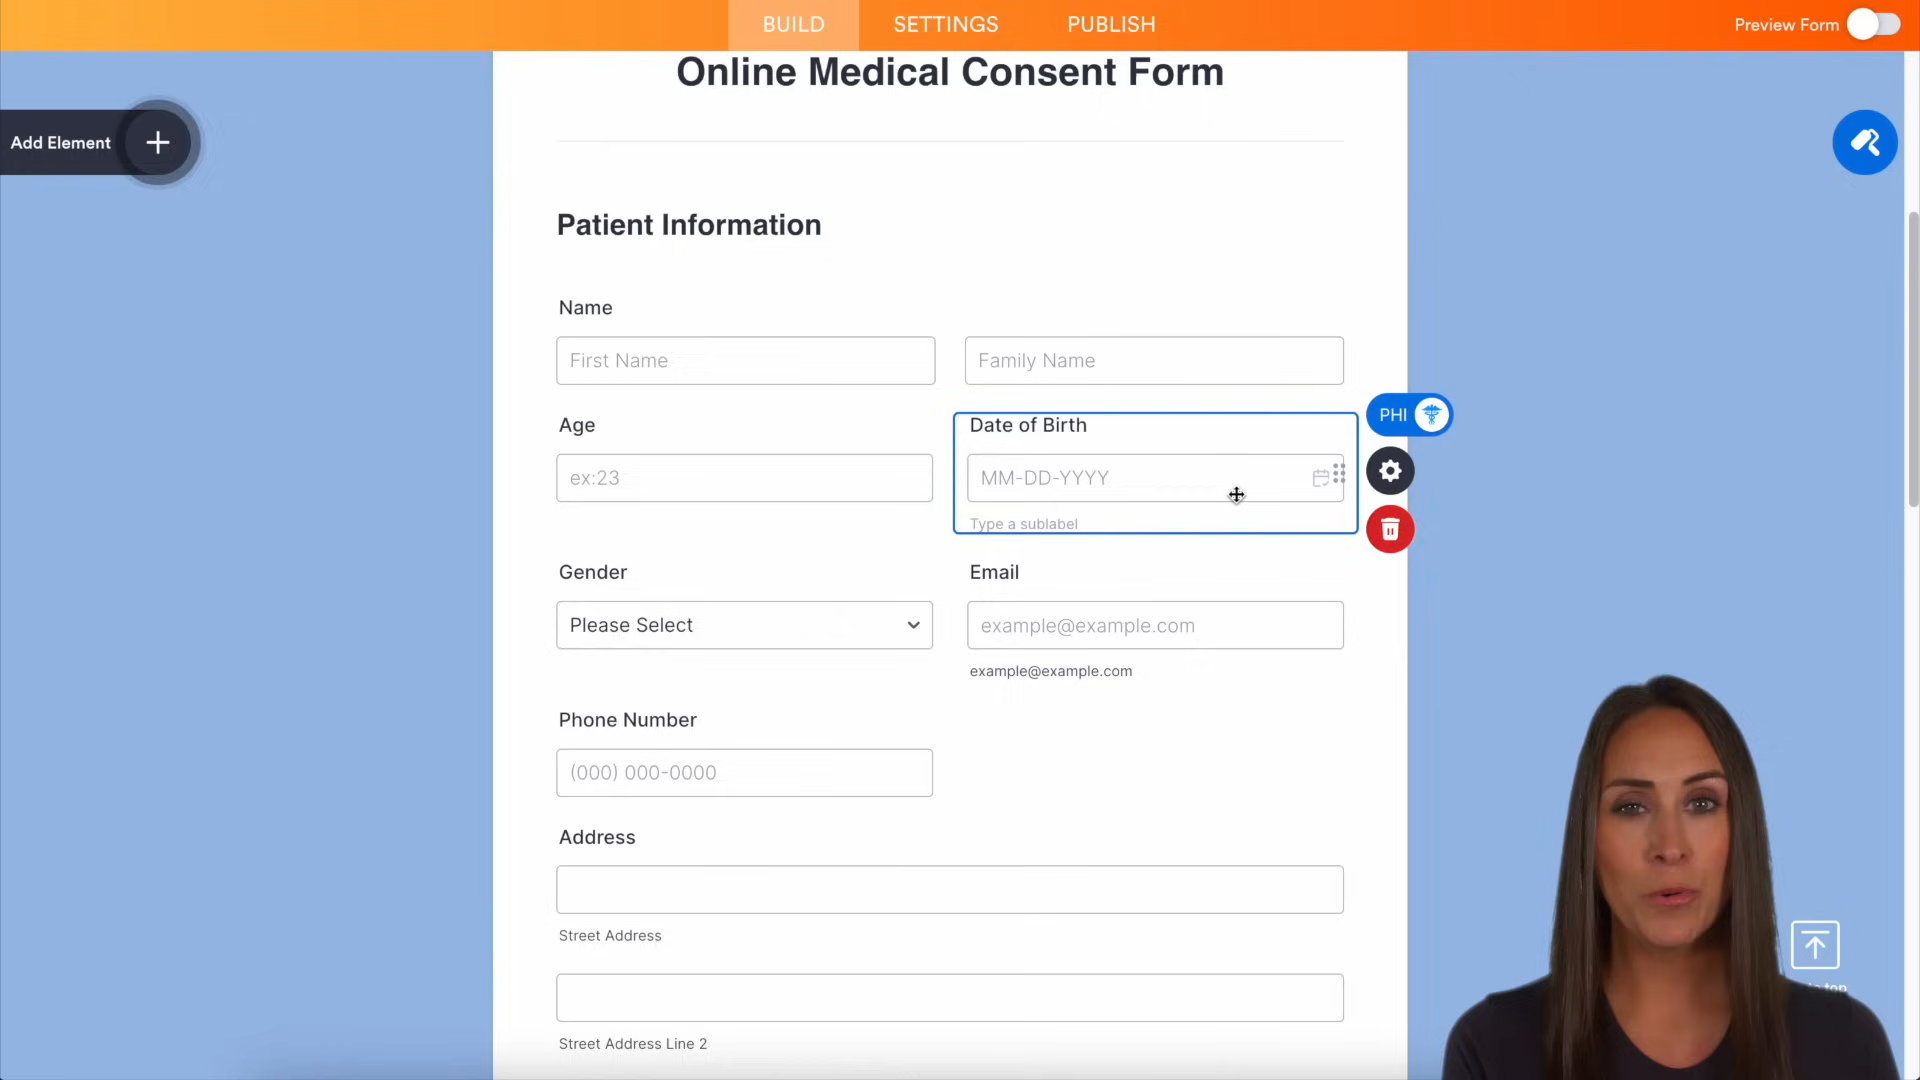 BUILD
SETTINGS
PUBLISH
Preview Form
Online Medical Consent Form
Add Element
Patient Information
Name
First Name
Family Name
Age
Date of Birth
PHI
ex:23
MM-DD-YYYY
Type a sublabel
Gender
Email
Please Select
example@example.com
example@example.com
Phone Number
(000) 000-0000
Address
Street Address
Street Address Line 2